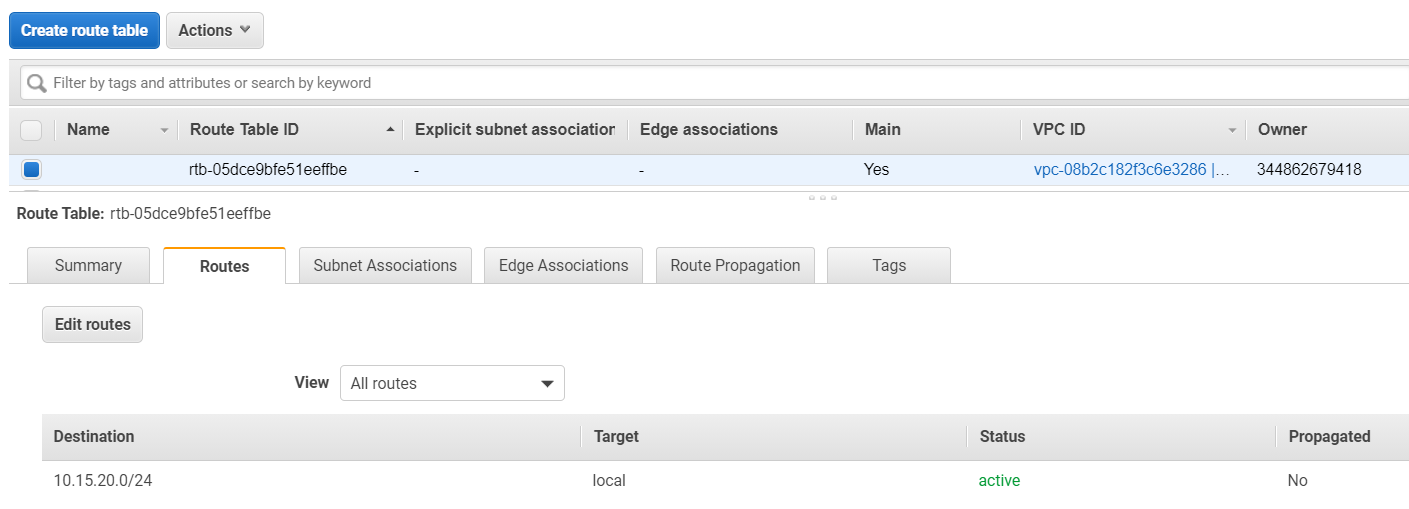 Create route table Actions
Filter by tags and attributes or search by keyword
Name Route Table ID Explicit subnet association Edge associations Main VPC ID Owner
rtb-05dce9bfe51eeffbe - - Yes vpc-08b2c182f3c6e3286 |... 344862679418
Route Table: rtb-05dce9bfe51eeffbe
Summary Routes Subnet Associations Edge Associations Route Propagation Tags
Edit routes
View All routes
Destination Target Status Propagated
10.15.20.0/24 local active No